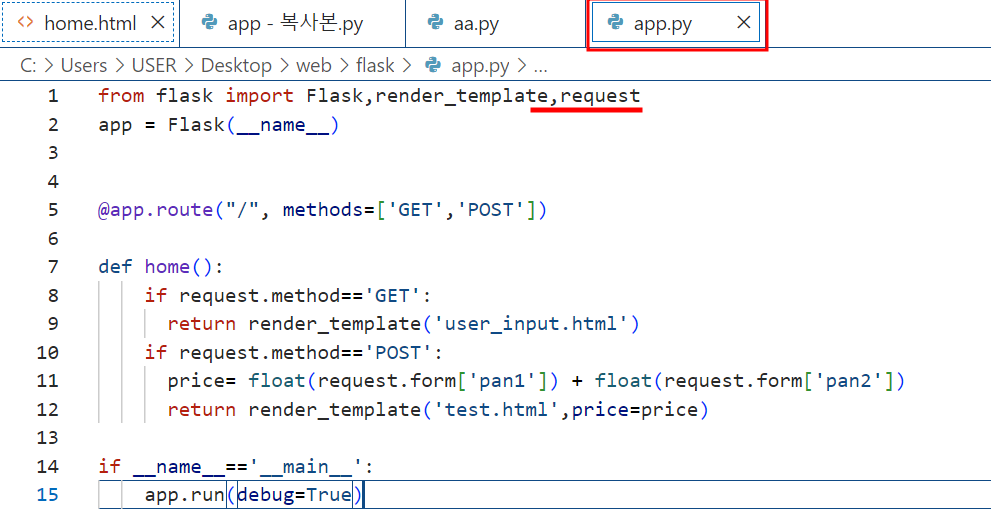 home.html
app - 복사본.py
aa.py
app.py
C: > Users > USER > Desktop > web > flask > app.py > ...
1 from flask import Flask,render_template,request
2 app = Flask(__name__)
3
4
5 @app.route("/", methods=['GET','POST'])
6
7 def home():
8 if request.method=='GET':
9 return render_template('user_input.html')
10 if request.method=='POST':
11 price= float(request.form['pan1']) + float(request.form['pan2'])
12 return render_template('test.html',price=price)
13
14 if __name__=='__main__':
15 app.run(debug=True)